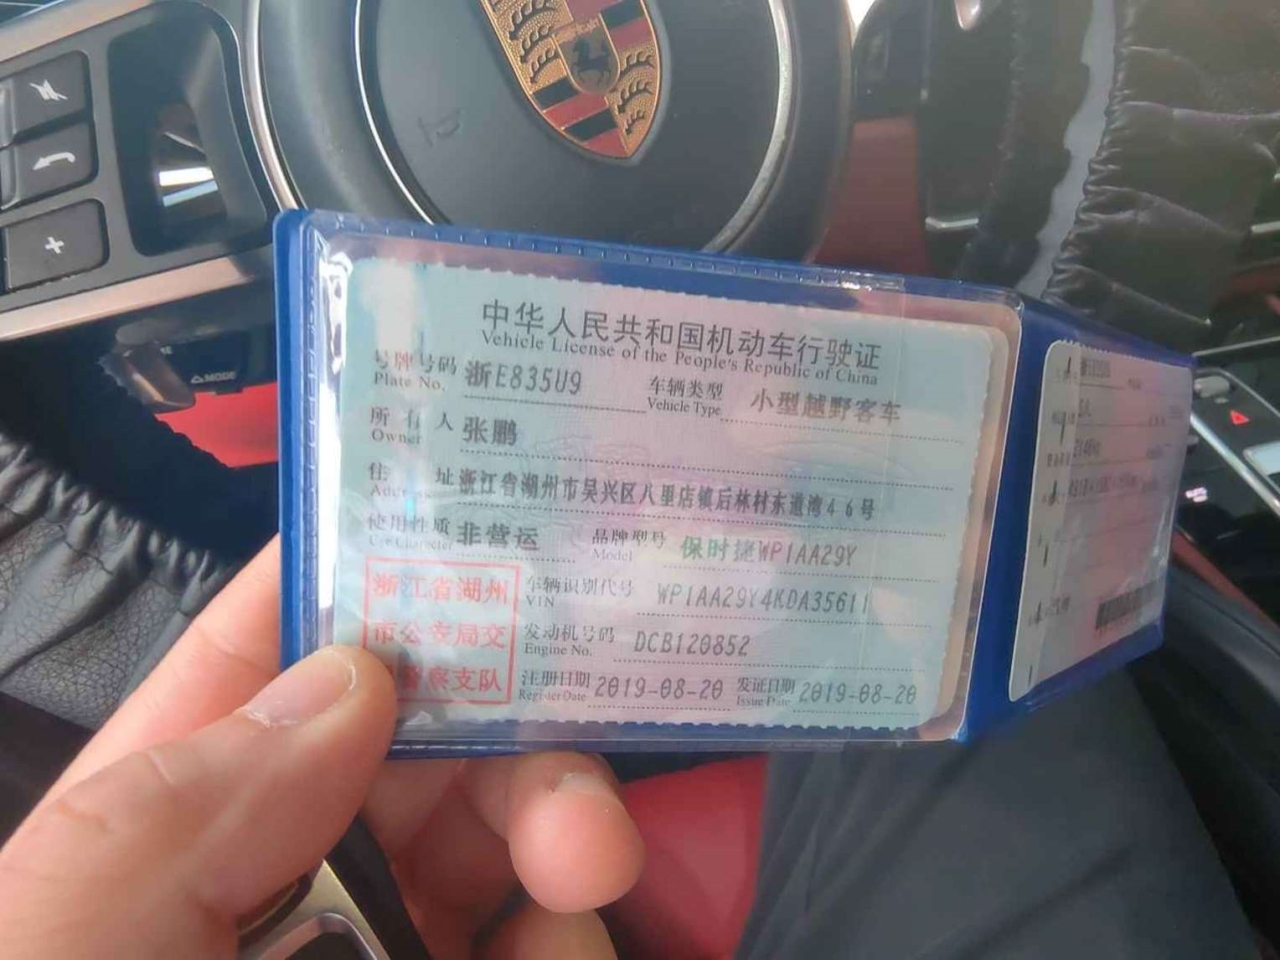 MODE
中华人民共和国机动车行驶证
Vehicle License of the People's Republic of China
号牌号码 浙E835U9 车辆类型 小型越野客车
Plate No. Vehicle Type
所有人 张鹏
Owner
住址 浙江省湖州市吴兴区八里店镇后林村东道湾46号
Address
使用性质 非营运 品牌型号 保时捷WP1AA29Y
Use Character Model
浙江省湖州
市公安局交
警察支队
车辆识别代号 WP1AA29Y4KDA35611
VIN
发动机号码 DCB120852
Engine No.
注册日期 2019-08-20 发证日期 2019-08-20
Register Date Issue Date